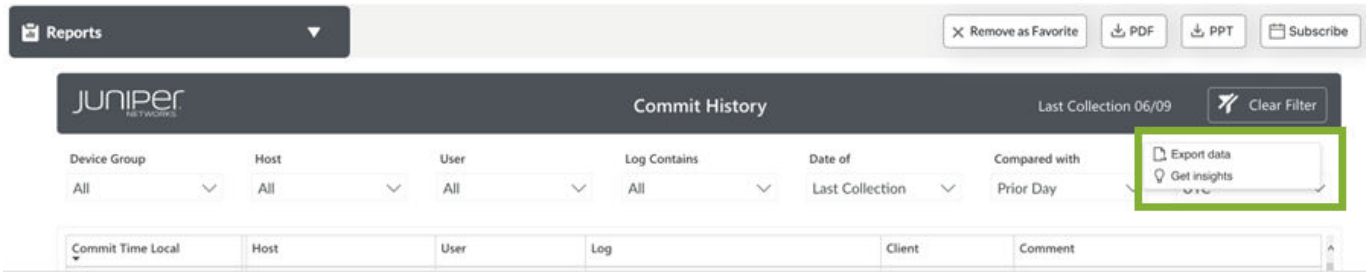 Reports
Remove as Favorite PDF PPT Subscribe
JUNIPER
NETWORKS
Commit History
Last Collection 06/09
Clear Filter
Device Group Host User Log Contains Date of Compared with
All All All All Last Collection Prior Day UTC
Export data
Get insights
Commit Time Local Host User Log Client Comment